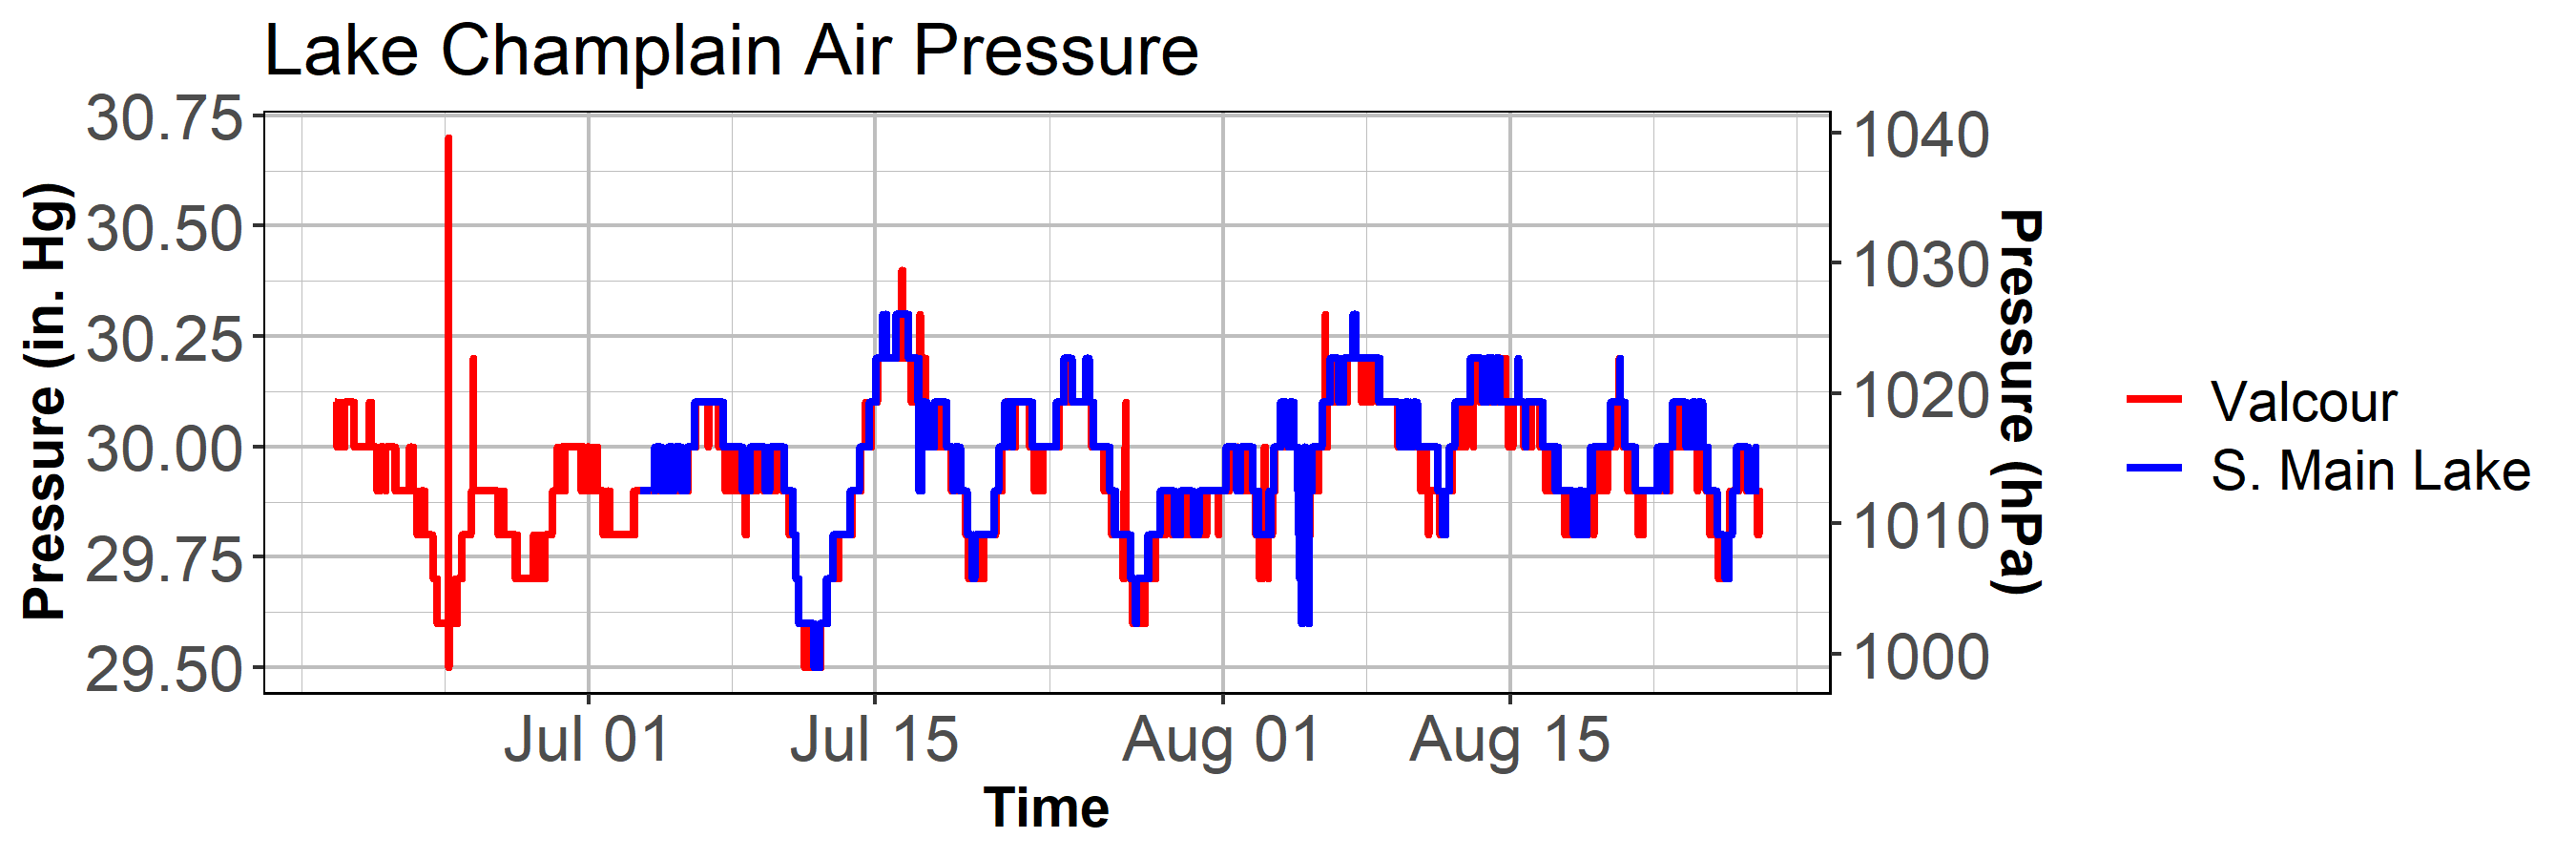 Lake Champlain Air Pressure
Pressure (in. Hg)
30.75
30.50
30.25
30.00
29.75
29.50
1040
1030
1020
1010
1000
Pressure (hPa)
Jul 01
Jul 15
Aug 01
Aug 15
Time
Valcour
S. Main Lake